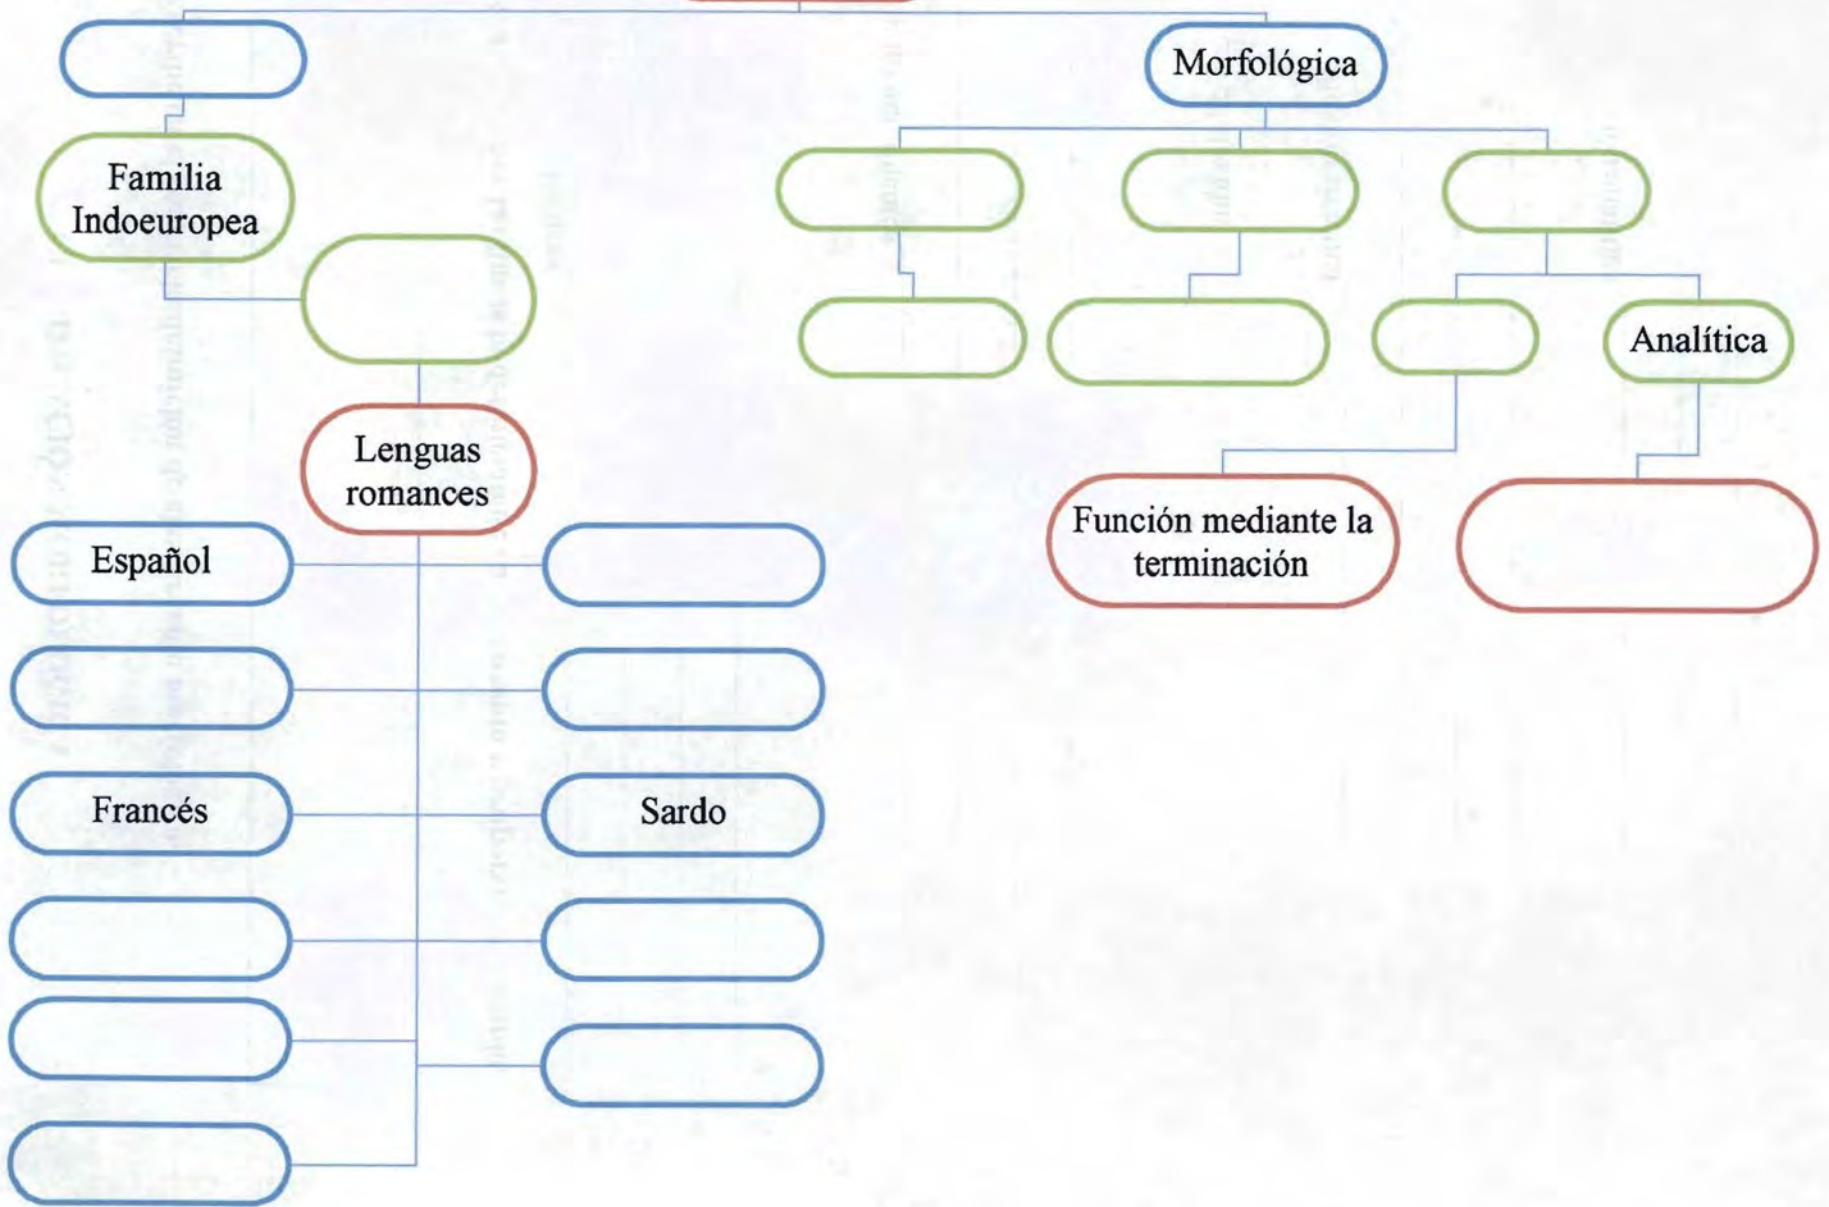 Morfológica
Familia
Indoeuropea
Analítica
Lenguas
romances
Función mediante la
terminación
Español
Francés
Sardo